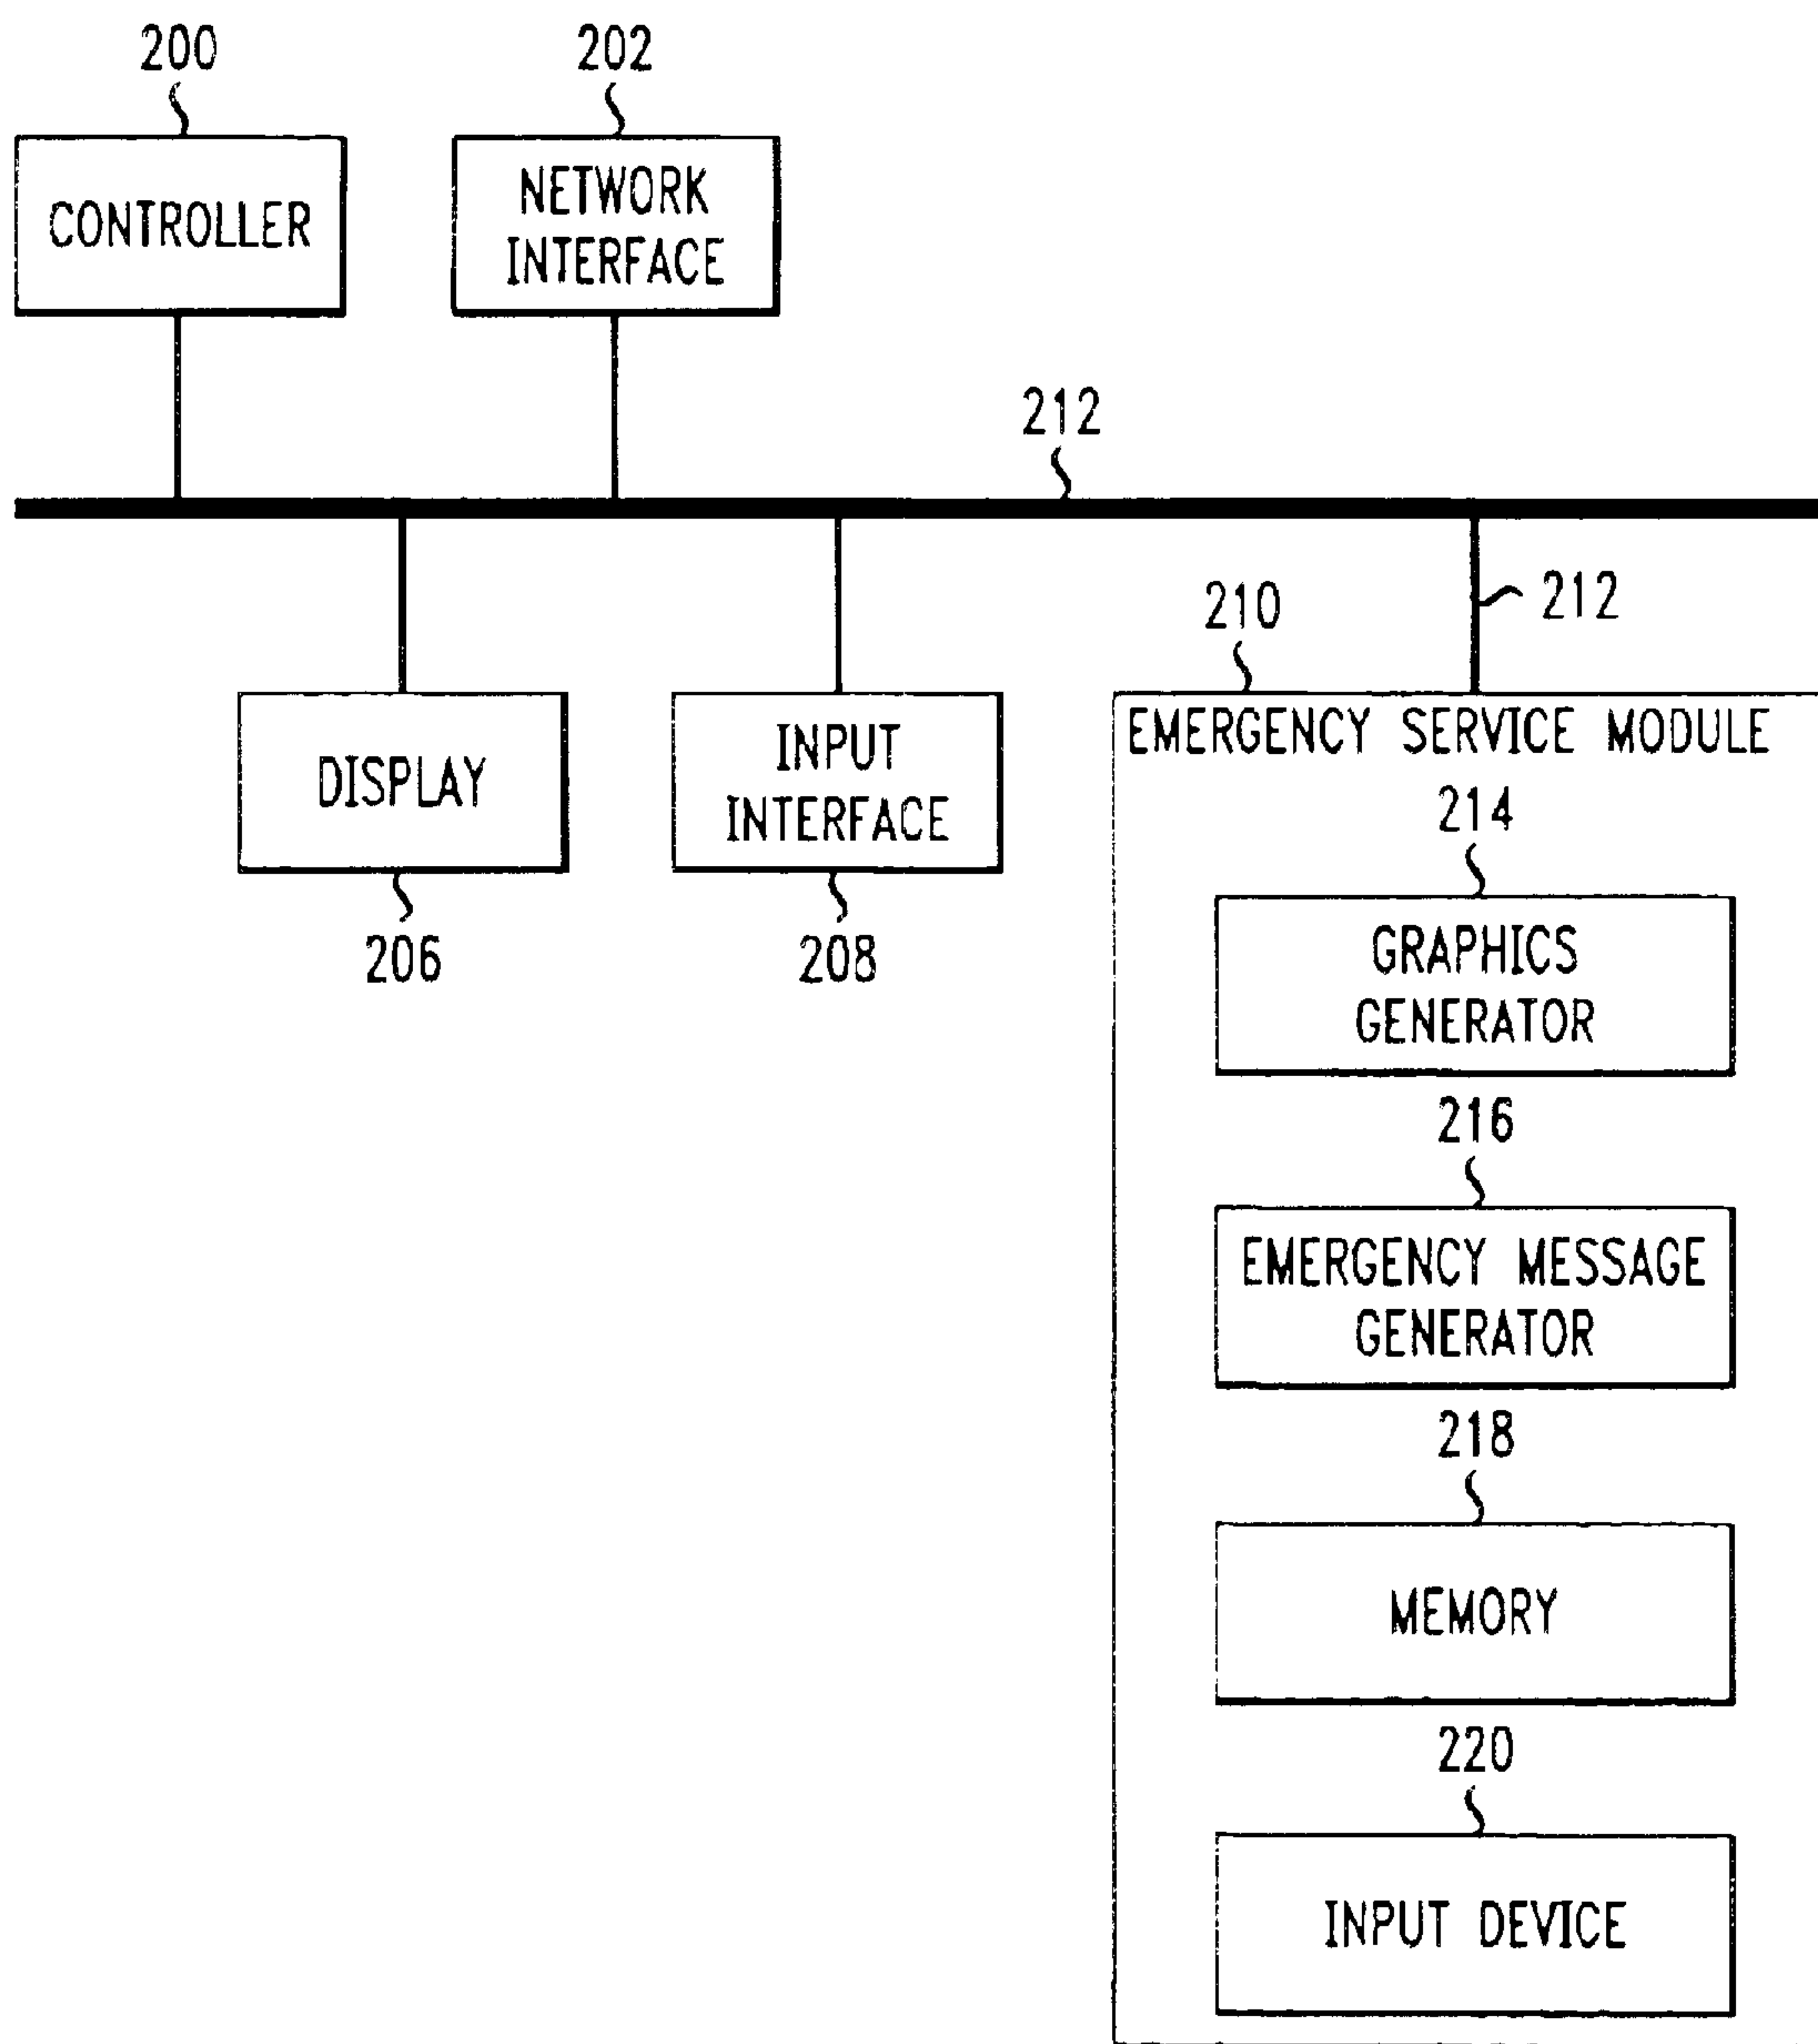 200
202
CONTROLLER
NETWORK
INTERFACE
212
212
210
DISPLAY
206
INPUT
INTERFACE
208
EMERGENCY SERVICE MODULE
214
GRAPHICS
GENERATOR
216
EMERGENCY MESSAGE
GENERATOR
218
MEMORY
220
INPUT DEVICE